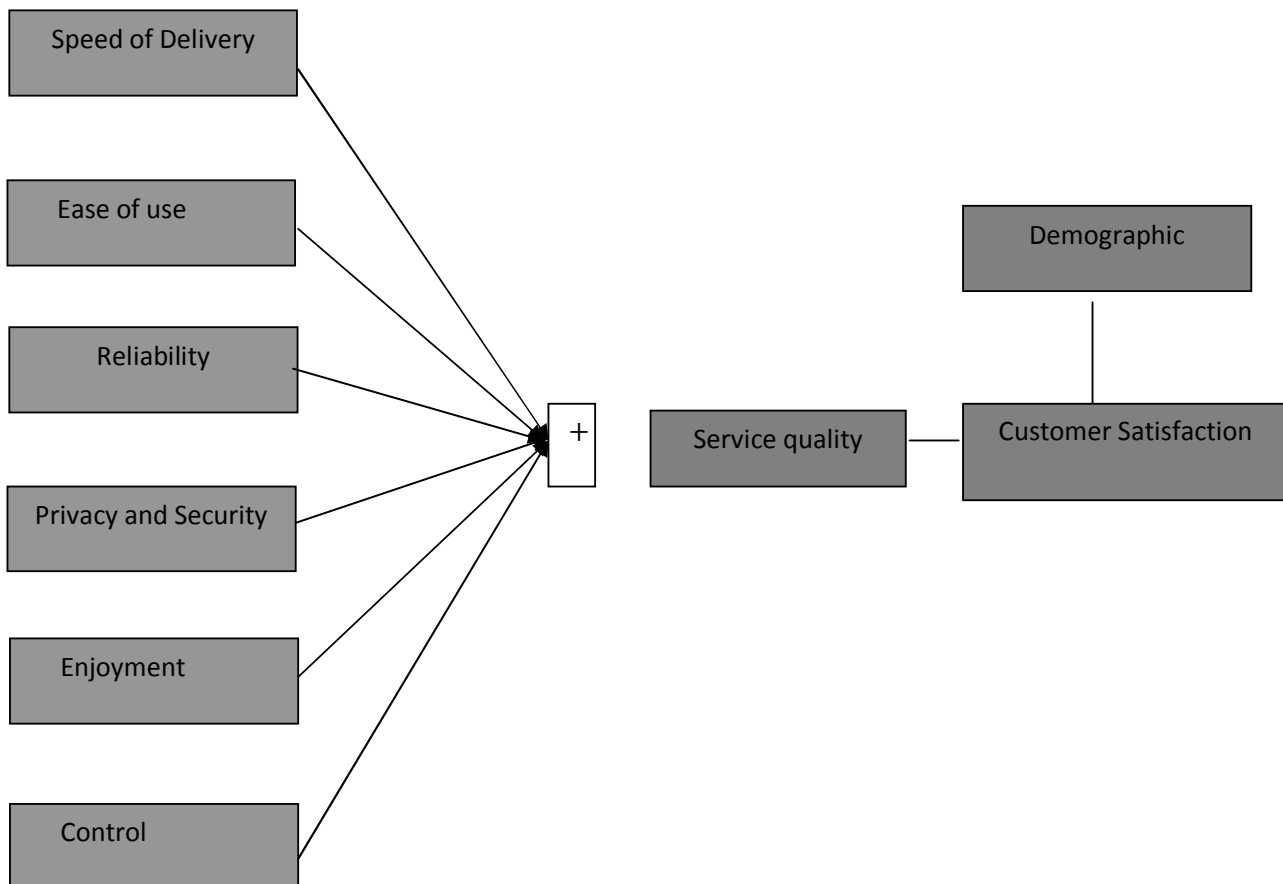 Speed of Delivery
Ease of use
Reliability
Privacy and Security
Enjoyment
Control
+
Service quality
Demographic
Customer Satisfaction